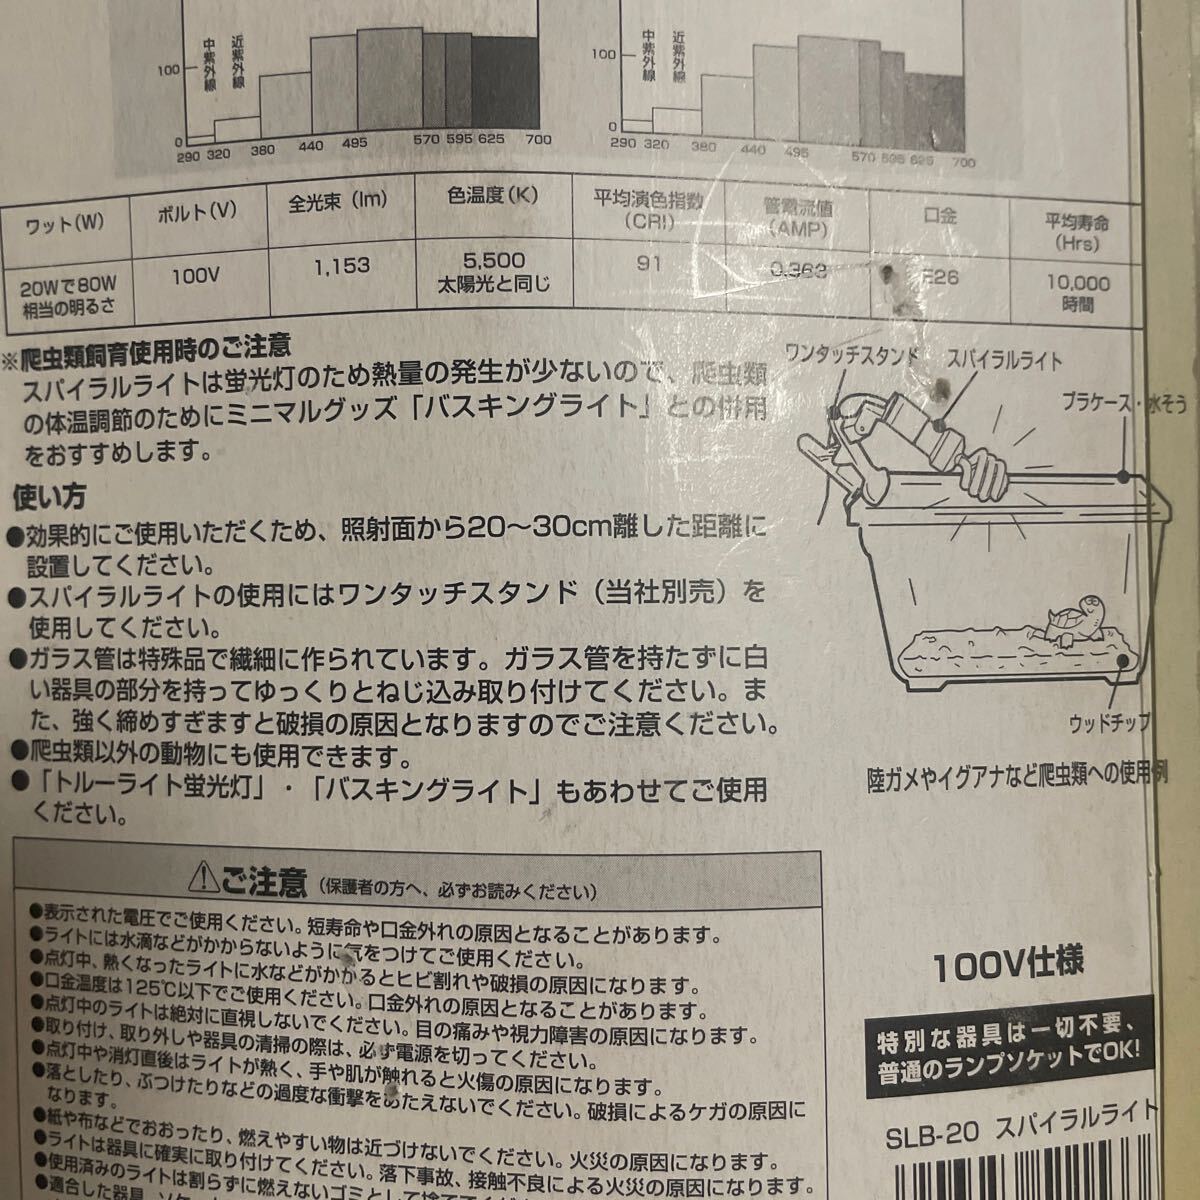 中紫外線 近紫外線
100
0
290 320 380 440 495 570 595 625 700
中紫外線 近紫外線
100
0
290 320 380 440 495 570 595 625 700
ワット(W) ボルト(V) 全光束 (lm) 色温度(K) 平均演色指数(CRI) 管電流値(AMP) 口金 平均寿命(Hrs)
20Wで80W相当の明るさ 100V 1,153 5,500太陽光と同じ 91 0.363 E26 10,000時間
※爬虫類飼育使用時のご注意
スパイラルライトは蛍光灯のため熱量の発生が少ないので、爬虫類
の体温調節のためにミニマルグッズ「バスキングライト」との併用
をおすすめします。
使い方
●効果的にご使用いただくため、照射面から20〜30cm離した距離に
設置してください。
●スパイラルライトの使用にはワンタッチスタンド(当社別売)を
使用してください。
●ガラス管は特殊品で繊細に作られています。ガラス管を持たずに白
い器具の部分を持ってゆっくりとねじ込み取り付けてください。ま
た、強く締めすぎますと破損の原因となりますのでご注意ください。
●爬虫類以外の動物にも使用できます。
●「トルーライト蛍光灯」・「バスキングライト」もあわせてご使用
ください。
ワンタッチスタンド スパイラルライト
プラケース・水そう
ウッドチップ
陸ガメやイグアナなど爬虫類への使用例
⚠ご注意(保護者の方へ、必ずお読みください)
●表示された電圧でご使用ください。短寿命や口金外れの原因となることがあります。
●ライトには水滴などがかからないように気をつけてご使用ください。
●点灯中、熱くなったライトに水などがかかるとヒビ割れや破損の原因になります。
●口金温度は125℃以下でご使用ください。口金外れの原因となることがあります。
●点灯中のライトは絶対に直視しないでください。目の痛みや視力障害の原因になります。
●取り付け、取り外しや器具の清掃の際は、必ず電源を切ってください。
●点灯中や消灯直後はライトが熱く、手や肌が触れると火傷の原因になります。
●落としたり、ぶつけたりなどの過度な衝撃をあたえないでください。破損によるケガの原因に
なります。
●紙や布などでおおったり、燃えやすい物は近づけないでください。火災の原因になります。
●ライトは器具に確実に取り付けてください。落下事故、接触不良による火災の原因になります。
●使用済みのライトは割らずに燃えないゴミとして捨ててください。
●適合した器具、ソケット
100V仕様
特別な器具は一切不要、
普通のランプソケットでOK!
SLB-20 スパイラルライト